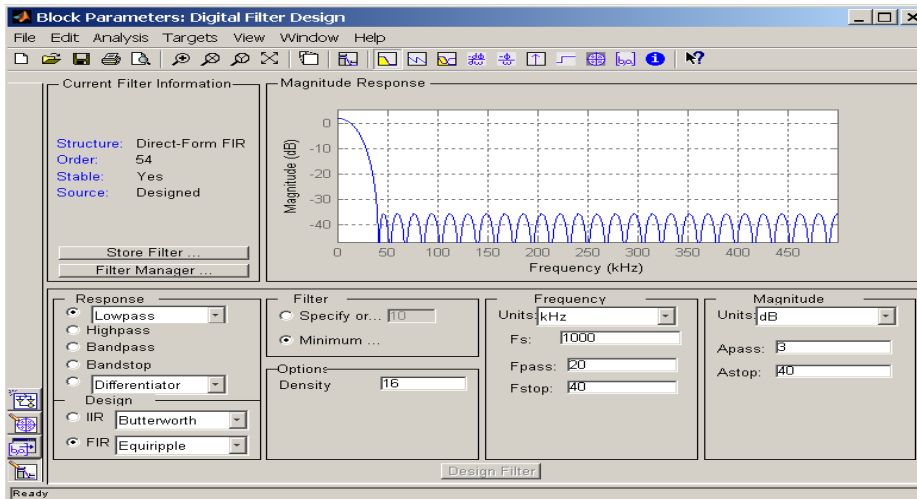 Block Parameters: Digital Filter Design
File Edit Analysis Targets View Window Help
Current Filter Information
Structure: Direct-Form FIR
Order: 54
Stable: Yes
Source: Designed
Store Filter ...
Filter Manager ...
Magnitude Response
Magnitude (dB)
0
-10
-20
-30
-40
0 50 100 150 200 250 300 350 400 450
Frequency (kHz)
Response
Lowpass
Highpass
Bandpass
Bandstop
Differentiator
Design
IIR Butterworth
FIR Equiripple
Filter
Specify or... 10
Minimum ...
Options
Density 16
Frequency
Units: kHz
Fs: 1000
Fpass: 20
Fstop: 40
Magnitude
Units: dB
Apass: 3
Astop: 40
Design Filter
Ready